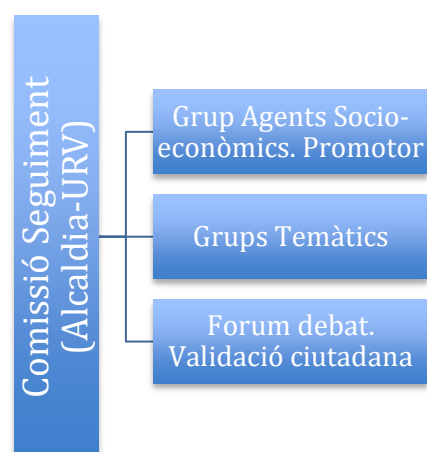 Comissió Seguiment
(Alcaldia-URV)
Grup Agents Socio-
econòmics. Promotor
Grups Temàtics
Forum debat.
Validació ciutadana